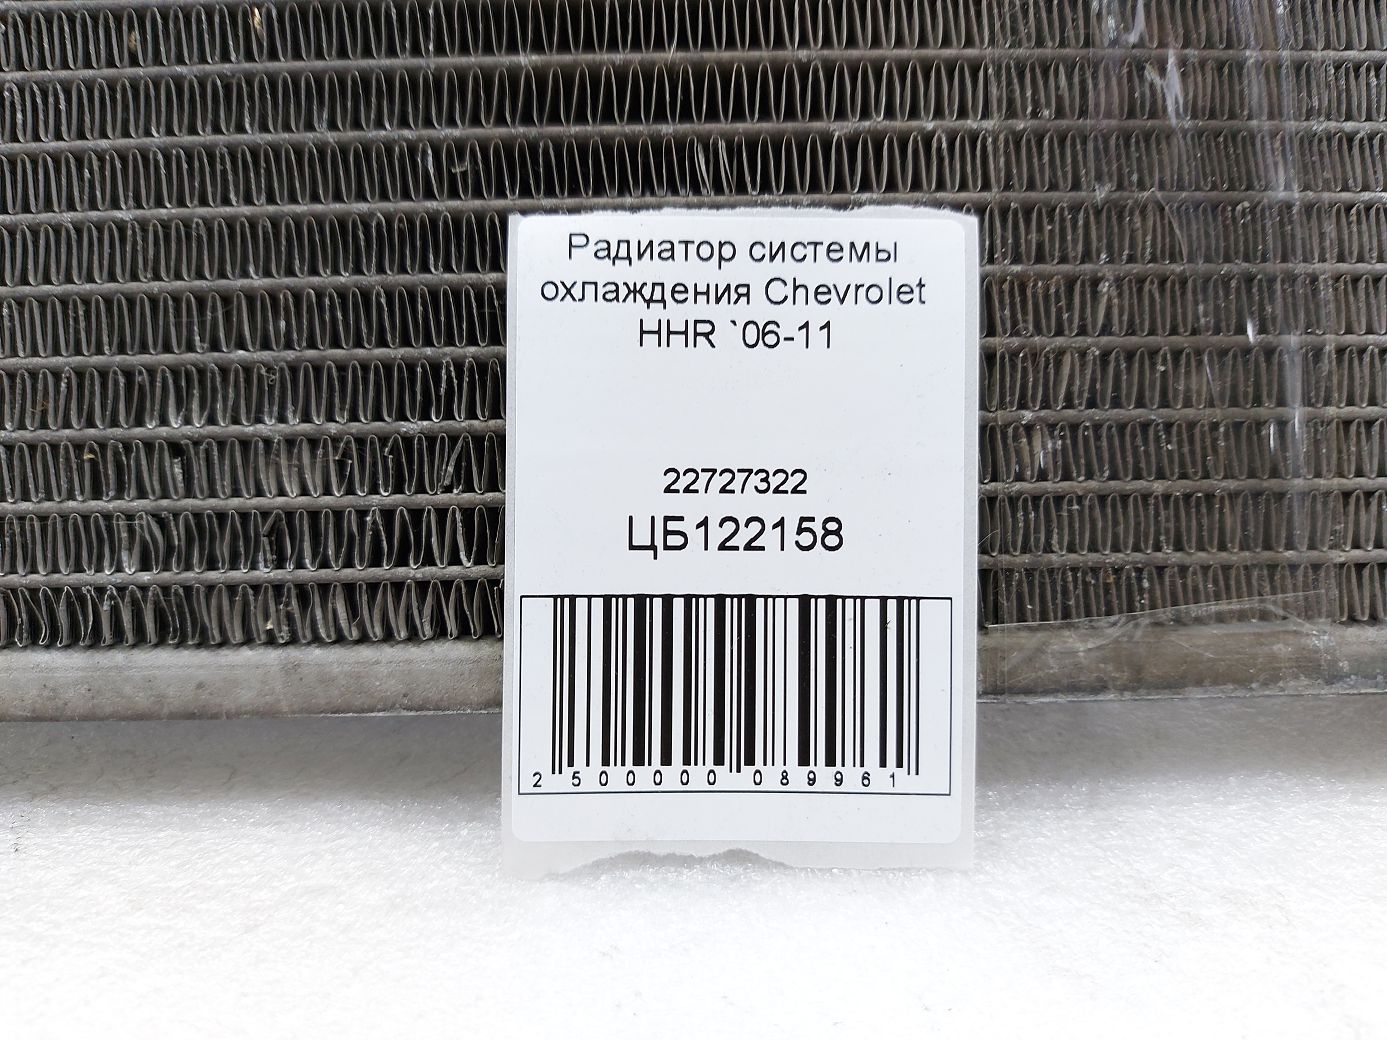 Радиатор системы
охлаждения Chevrolet
HHR `06-11
22727322
ЦБ122158
2 500000 089961